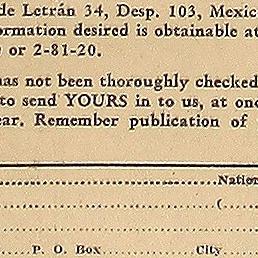 de Letrán 34, Desp. 103, Mexic
ormation desired is obtainable at
or 2-81-20.
has not been thoroughly checked
to send YOURS in to us, at onc
ear. Remember publication of
Nation
(
P. O. Box City